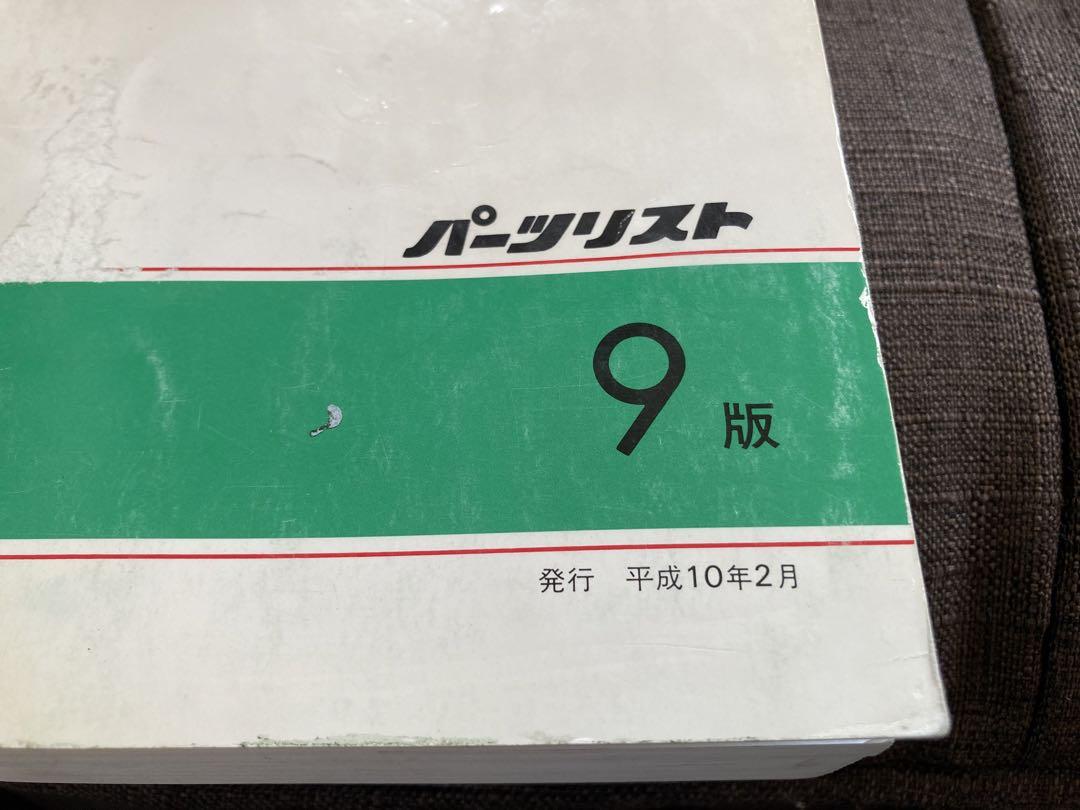 パーツリスト
9版
発行 平成10年2月